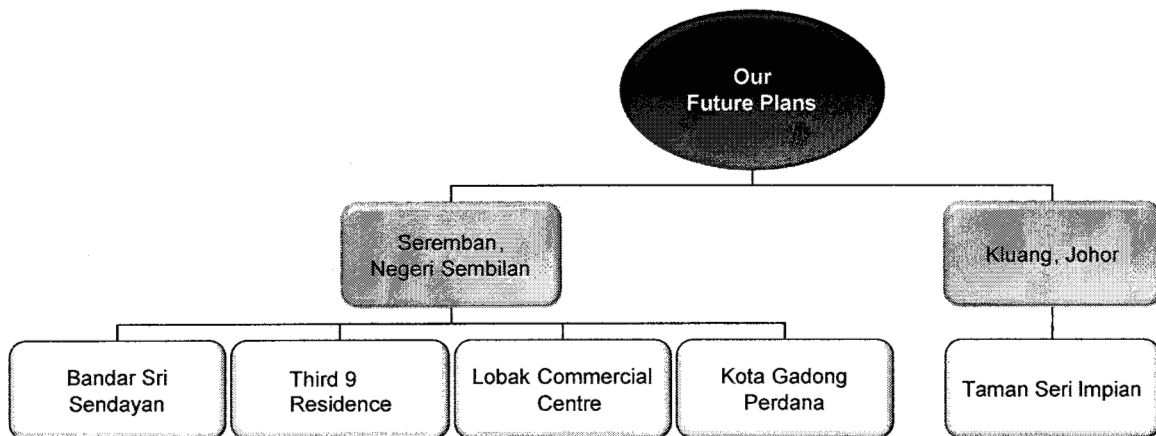 Our
Future Plans
Seremban,
Negeri Sembilan
Kluang, Johor
Bandar Sri
Sendayan
Third 9
Residence
Lobak Commercial
Centre
Kota Gadong
Perdana
Taman Seri Impian